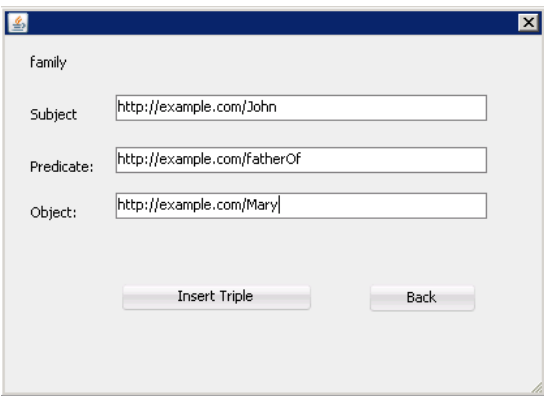 family
Subject http://example.com/John
Predicate: http://example.com/fatherOf
Object: http://example.com/Mary
Insert Triple Back